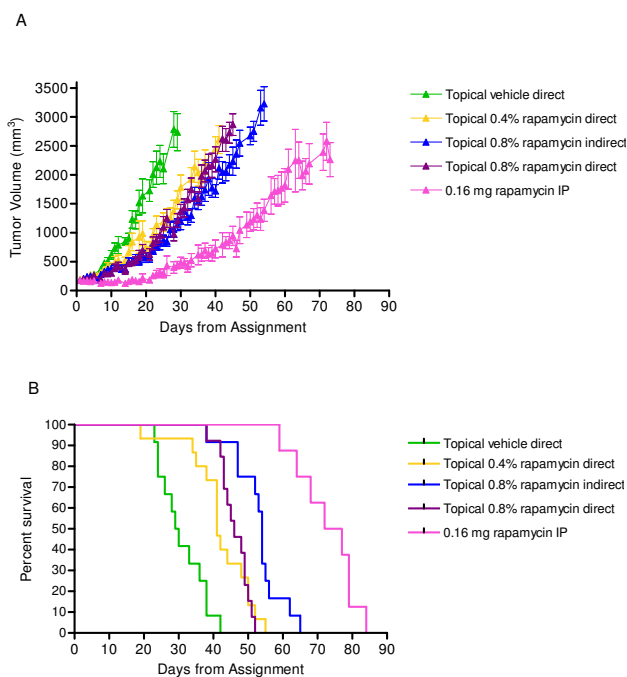 A
Tumor Volume (mm³)
3500
3000
2500
2000
1500
1000
500
0
0 10 20 30 40 50 60 70 80 90
Days from Assignment
Topical vehicle direct
Topical 0.4% rapamycin direct
Topical 0.8% rapamycin indirect
Topical 0.8% rapamycin direct
0.16 mg rapamycin IP
B
Percent survival
100
90
80
70
60
50
40
30
20
10
0
0 10 20 30 40 50 60 70 80 90
Days from Assignment
Topical vehicle direct
Topical 0.4% rapamycin direct
Topical 0.8% rapamycin indirect
Topical 0.8% rapamycin direct
0.16 mg rapamycin IP